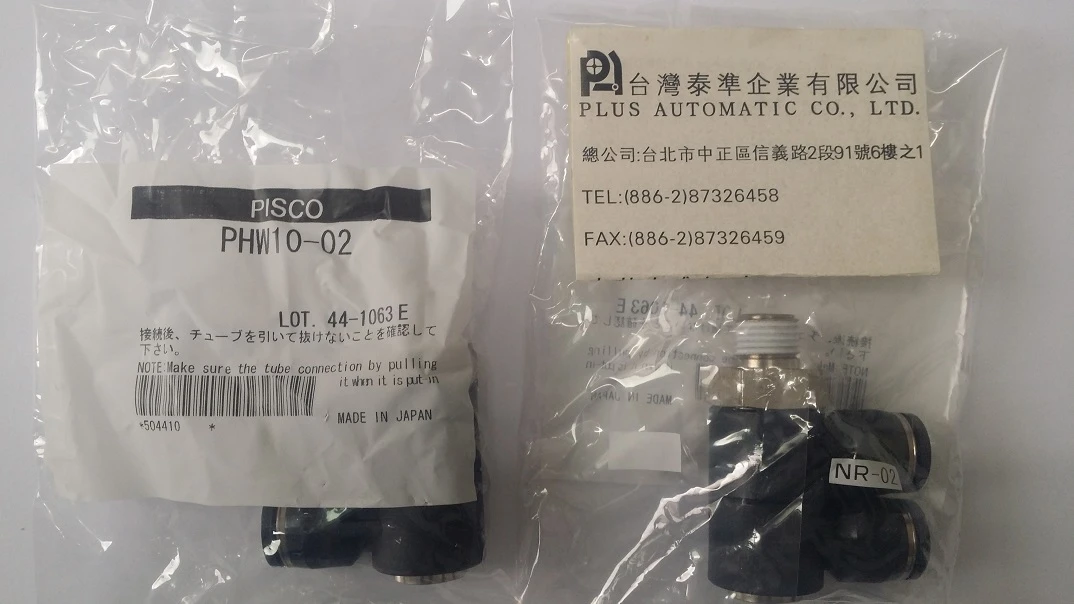 PISCO
PHW10-02
LOT. 44-1063 E
接続後、チューブを引いて抜けないことを確認して
下さい。
NOTE:Make sure the tube connection by pulling
it when it is put-in
MADE IN JAPAN
*504410 *
台灣泰準企業有限公司
PLUS AUTOMATIC CO., LTD.
總公司:台北市中正區信義路2段91號6樓之1
TEL:(886-2)87326458
FAX:(886-2)87326459
NR-02